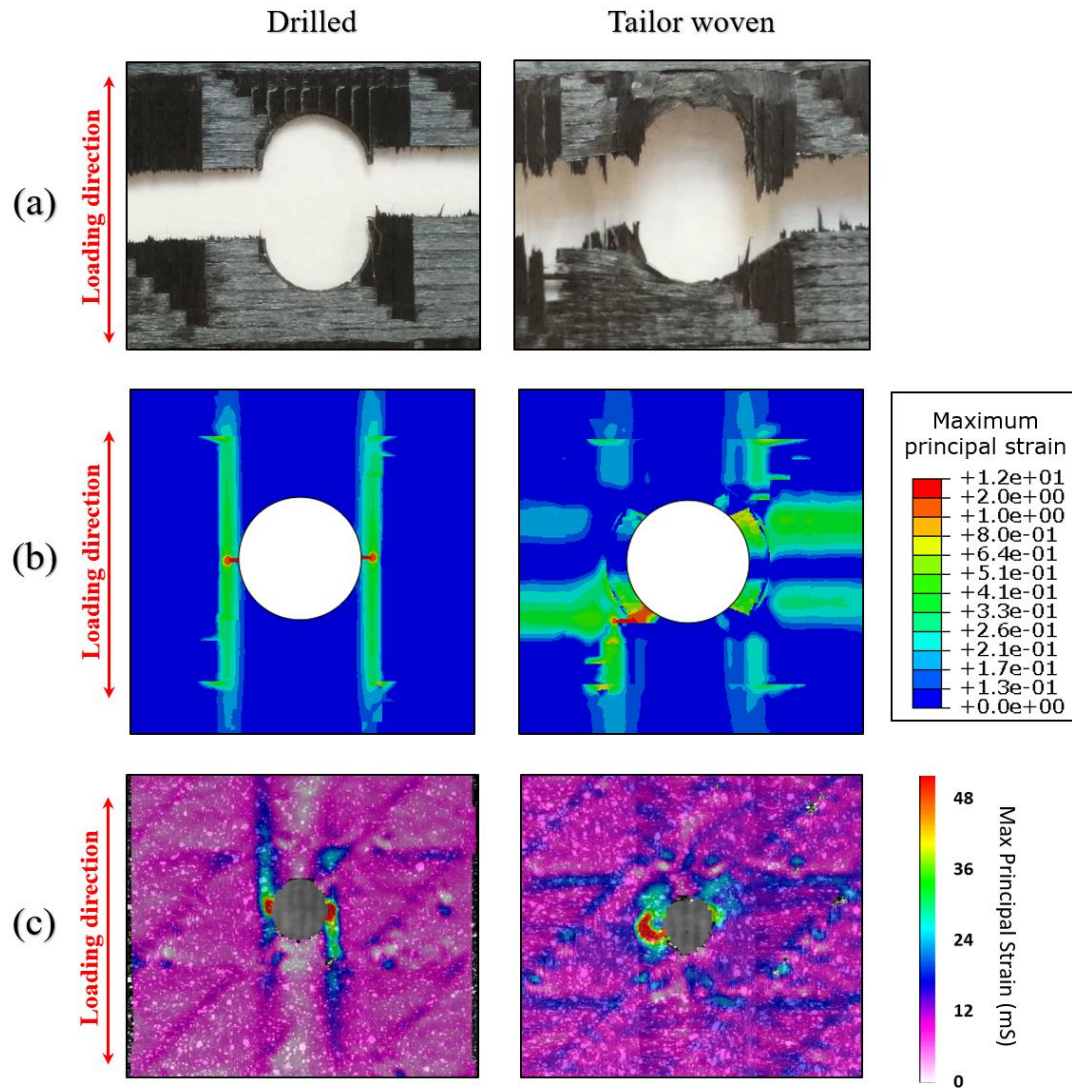 Drilled
Tailor woven
(a)
Loading direction
(b)
Loading direction
Maximum
principal strain
+1.2e+01
+2.0e+00
+1.0e+00
+8.0e-01
+6.4e-01
+5.1e-01
+4.1e-01
+3.3e-01
+2.6e-01
+2.1e-01
+1.7e-01
+1.3e-01
+0.0e+00
(c)
Loading direction
48
36
24
12
0
Max Principal Strain (mS)